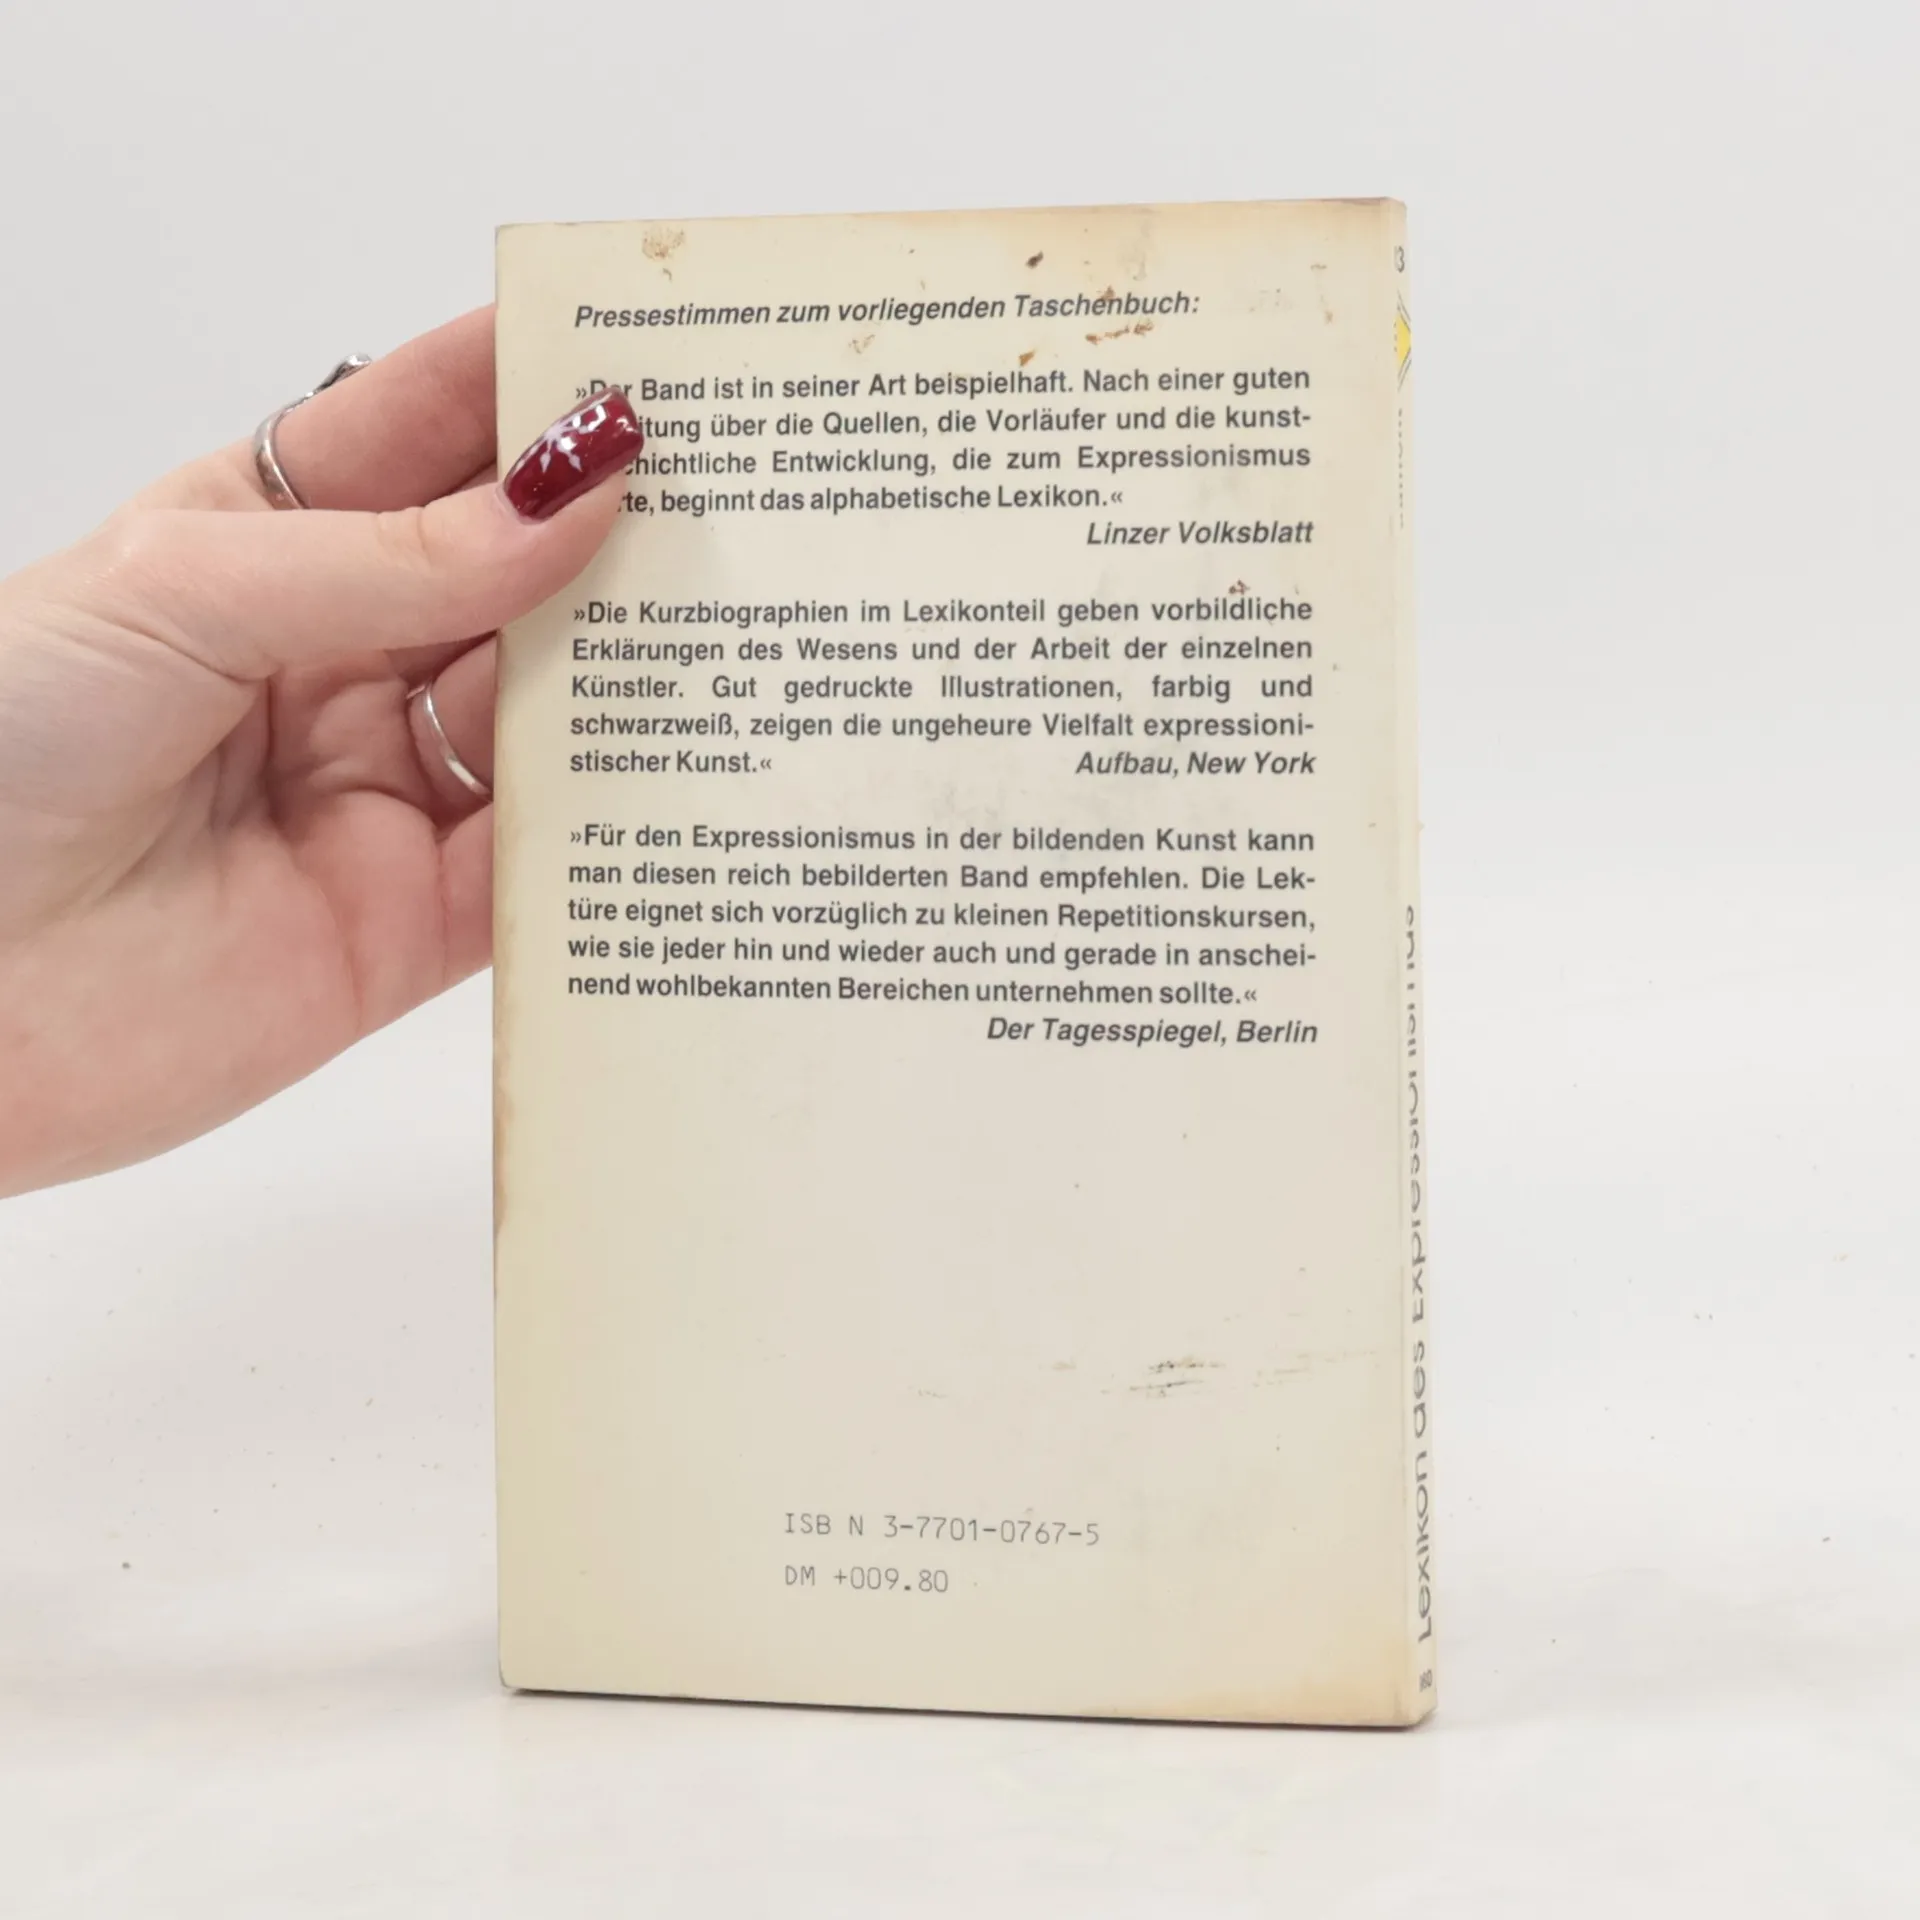 Pressestimmen zum vorliegenden Taschenbuch:
»Der Band ist in seiner Art beispielhaft. Nach einer guten
über die Quellen, die Vorläufer und die kunst-
Entwicklung, die zum Expressionismus
beginnt das alphabetische Lexikon.«
Linzer Volksblatt
»Die Kurzbiographien im Lexikonteil geben vorbildliche
Erklärungen des Wesens und der Arbeit der einzelnen
Künstler. Gut gedruckte Illustrationen, farbig und
schwarzweiß, zeigen die ungeheure Vielfalt expressioni-
stischer Kunst.« Aufbau, New York
»Für den Expressionismus in der bildenden Kunst kann
man diesen reich bebilderten Band empfehlen. Die Lek-
türe eignet sich vorzüglich zu kleinen Repetitionskursen,
wie sie jeder hin und wieder auch und gerade in anschei-
nend wohlbekannten Bereichen unternehmen sollte.«
Der Tagesspiegel, Berlin
ISB N 3-7701-0767-5
DM +009.80
Lexikon des Expressionismus